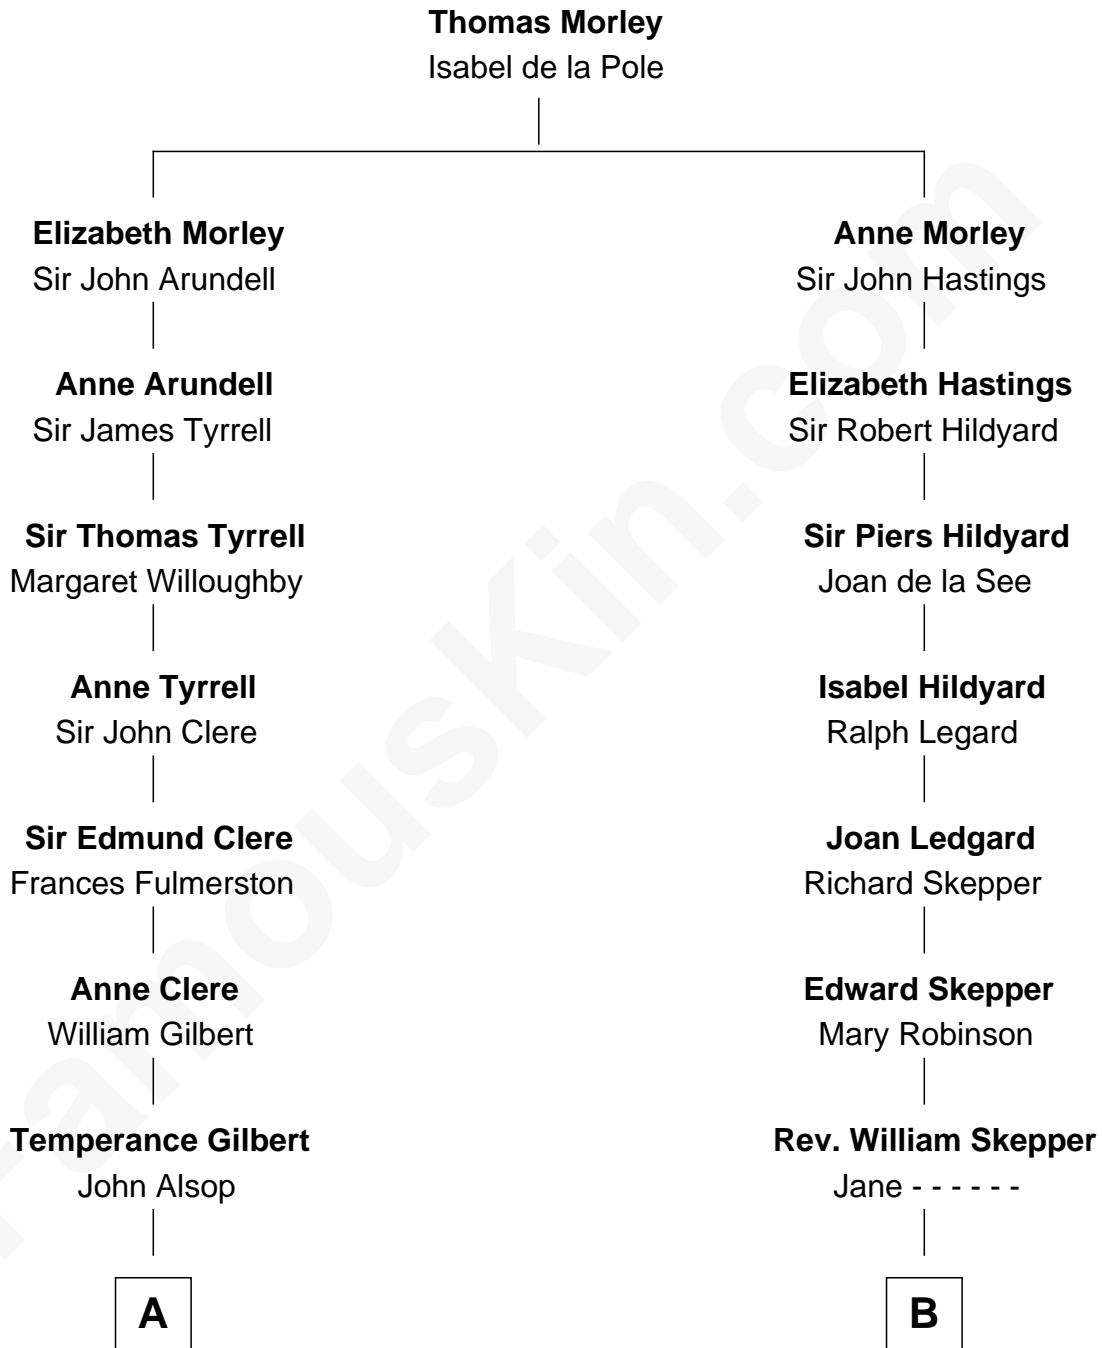 Thomas Morley
Isabel de la Pole
Elizabeth Morley
Sir John Arundell
Anne Morley
Sir John Hastings
Anne Arundell
Sir James Tyrrell
Elizabeth Hastings
Sir Robert Hildyard
Sir Thomas Tyrrell
Margaret Willoughby
Sir Piers Hildyard
Joan de la See
Anne Tyrrell
Sir John Clere
Isabel Hildyard
Ralph Legard
Sir Edmund Clere
Frances Fulmerston
Joan Ledgard
Richard Skepper
Anne Clere
William Gilbert
Edward Skepper
Mary Robinson
Temperance Gilbert
John Alsop
Rev. William Skepper
Jane - - - - - -
A
B
FamousKin.com